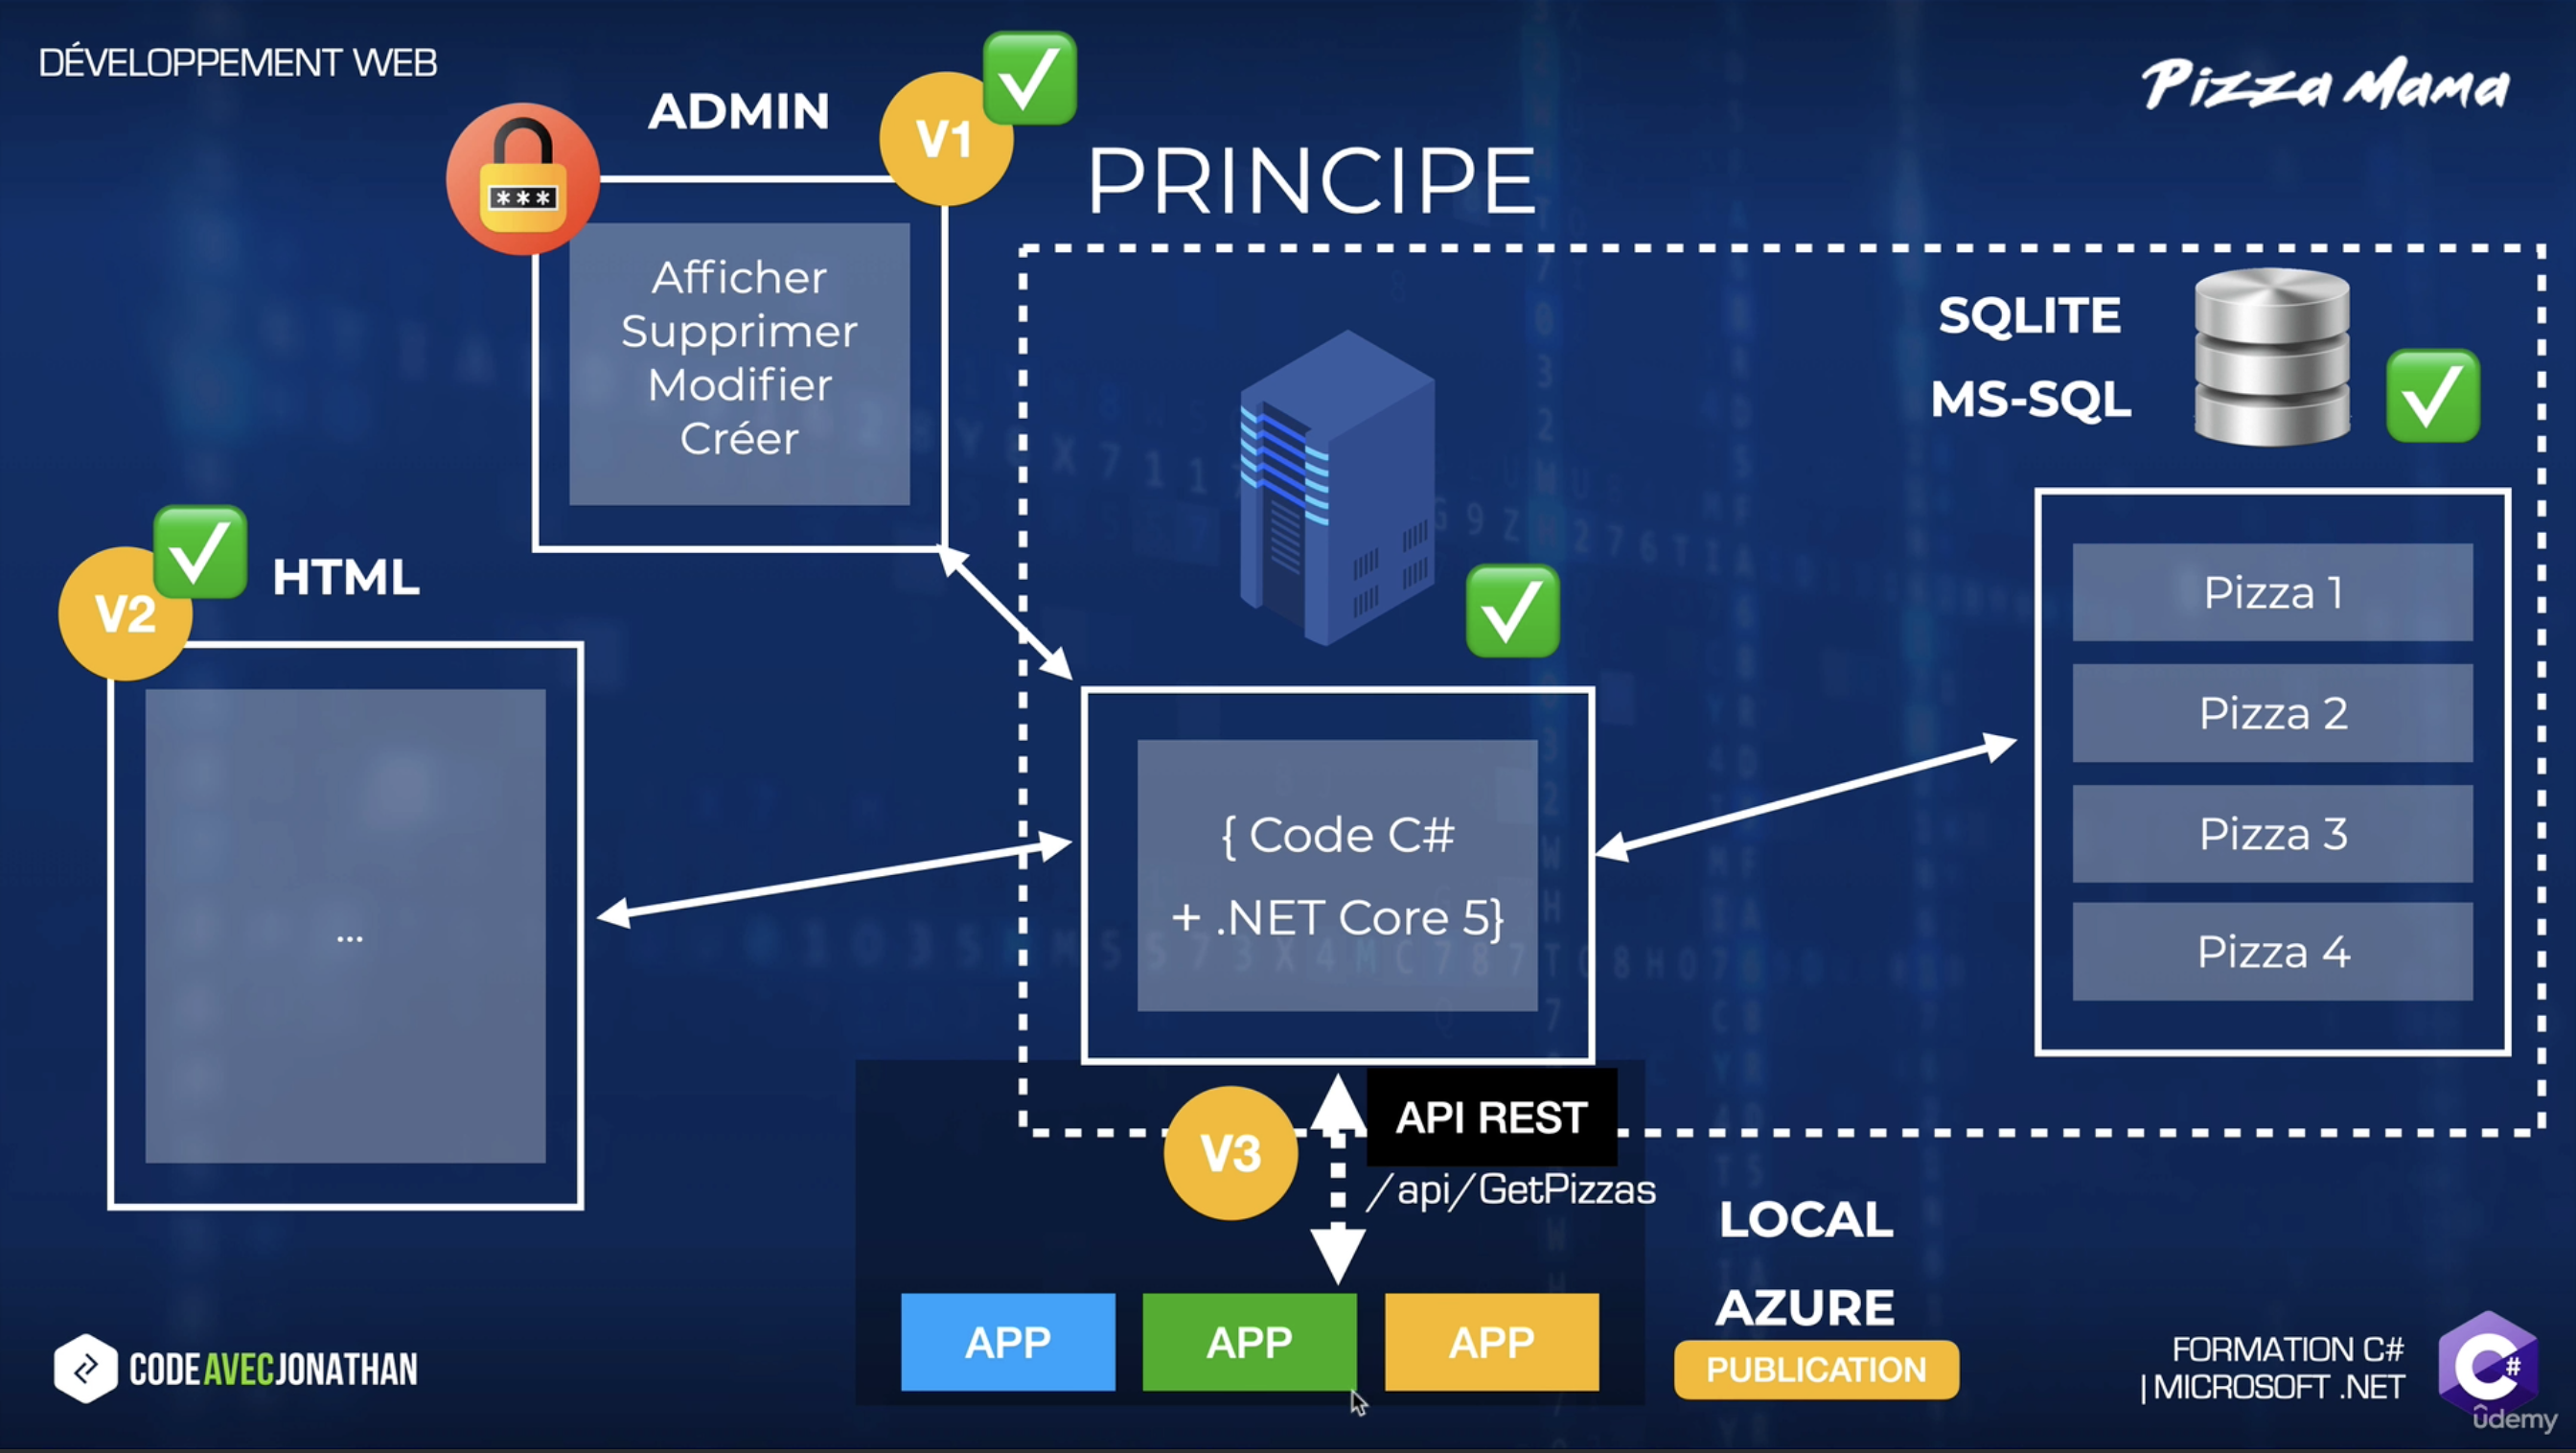 DÉVELOPPEMENT WEB
Pizza Mama
ADMIN
V1
PRINCIPE
***
Afficher
Supprimer
Modifier
Créer
SQLITE
MS-SQL
V2
HTML
...
{ Code C#
+ .NET Core 5}
Pizza 1
Pizza 2
Pizza 3
Pizza 4
V3
API REST
/api/GetPizzas
APP
APP
APP
LOCAL
AZURE
PUBLICATION
CODEAVECJONATHAN
FORMATION C#
| MICROSOFT .NET
C#
ûdemy